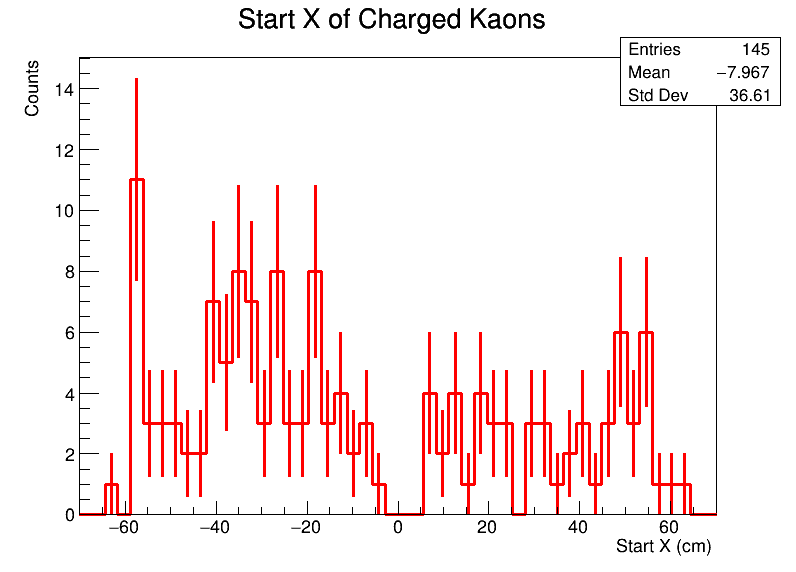 Start X of Charged Kaons
Entries 145
Mean −7.967
Std Dev 36.61
Counts
14
12
10
8
6
4
2
0
−60 −40 −20 0 20 40 60
Start X (cm)